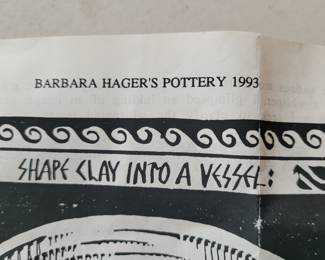 BARBARA HAGER'S POTTERY 1993
SHAPE CLAY INTO A VESSEL: